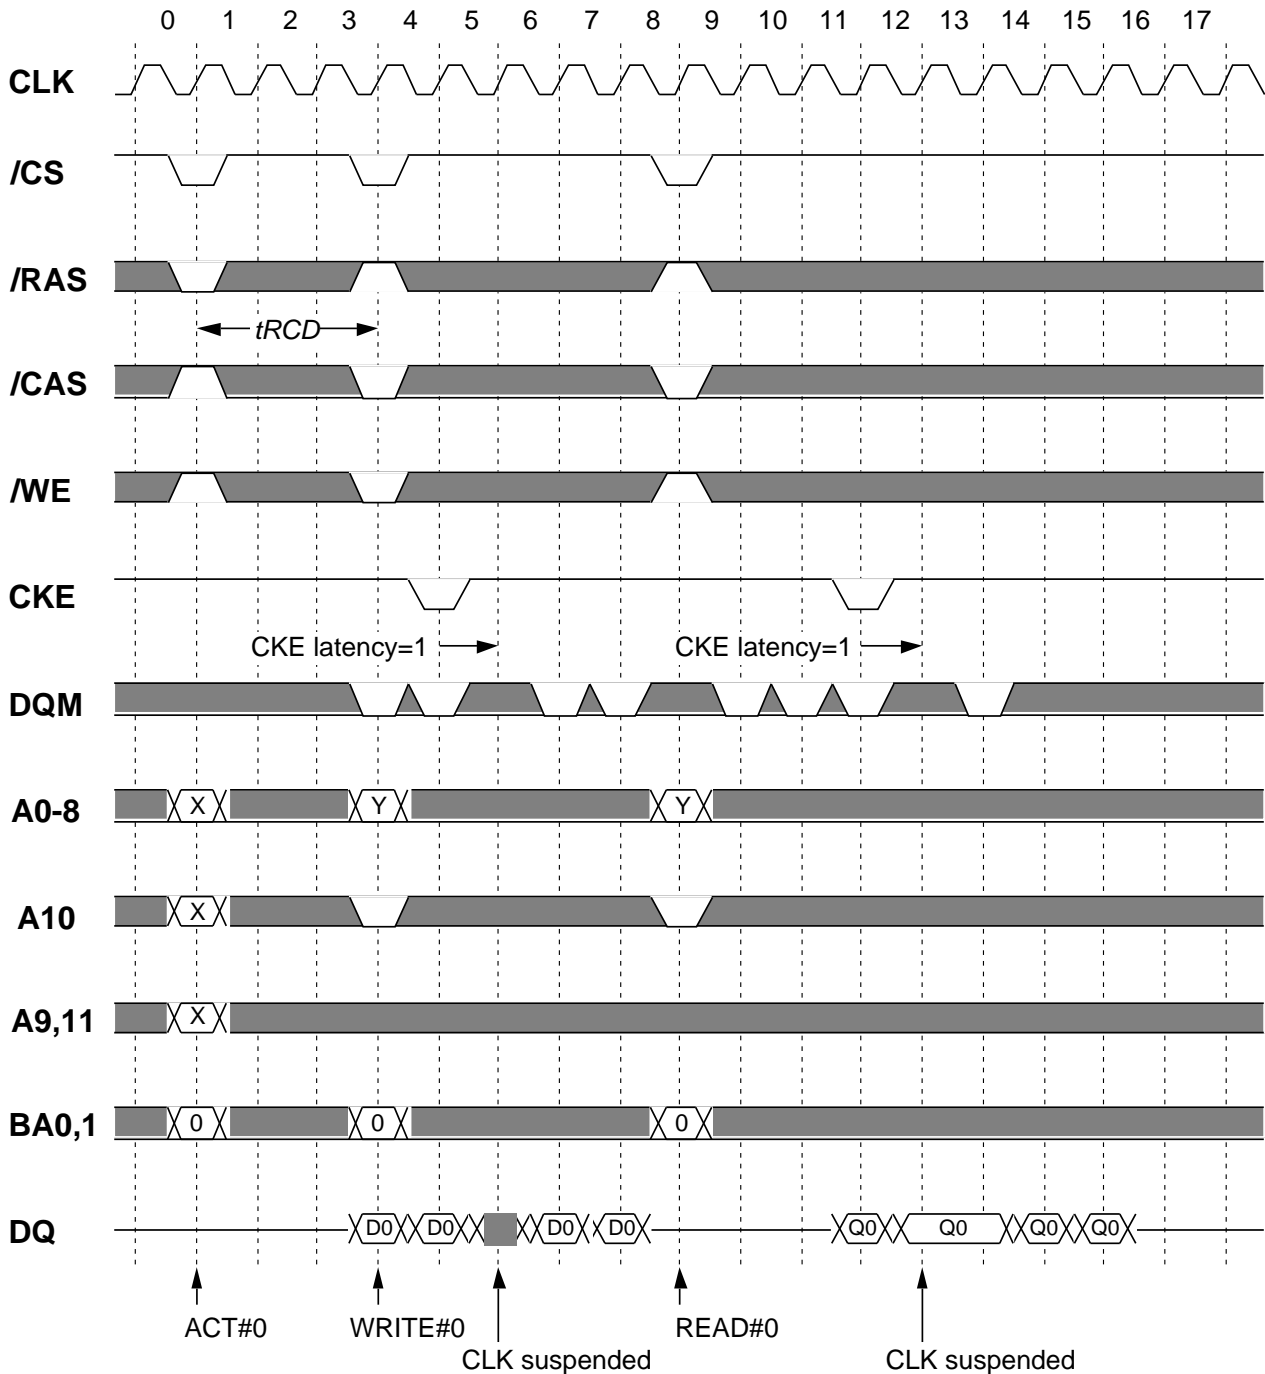 0 1 2 3 4 5 6 7 8 9 10 11 12 13 14 15 16 17
CLK
/CS
/RAS
tRCD
/CAS
/WE
CKE
CKE latency=1 CKE latency=1
DQM
A0-8 X Y Y
A10 X
A9,11 X
BA0,1 0 0 0
DQ D0 D0 D0 D0 Q0 Q0 Q0 Q0
ACT#0 WRITE#0 READ#0
CLK suspended CLK suspended